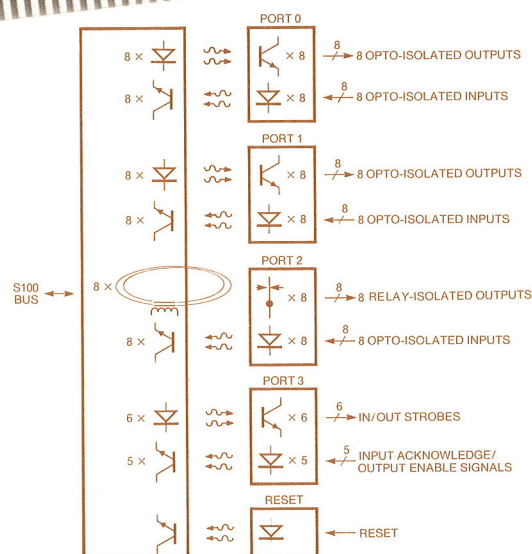 PORT 0
8 × × 8 8 8 OPTO-ISOLATED OUTPUTS
8 × × 8 8 8 OPTO-ISOLATED INPUTS
PORT 1
8 × × 8 8 8 OPTO-ISOLATED OUTPUTS
8 × × 8 8 8 OPTO-ISOLATED INPUTS
PORT 2
S100
BUS
8 × × 8 8 8 RELAY-ISOLATED OUTPUTS
8 × × 8 8 8 OPTO-ISOLATED INPUTS
PORT 3
6 × × 6 6 IN/OUT STROBES
5 × × 5 5 INPUT ACKNOWLEDGE/
OUTPUT ENABLE SIGNALS
RESET
RESET